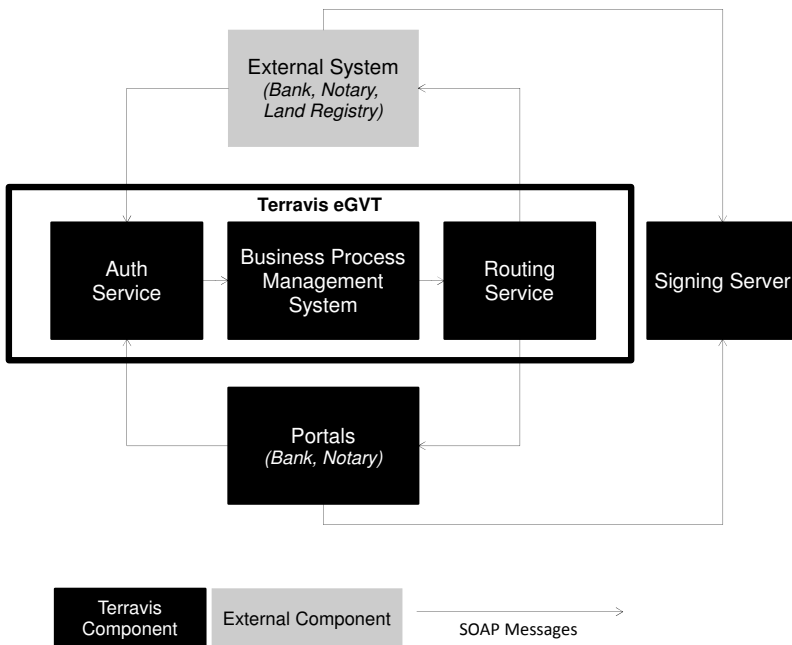 External System
(Bank, Notary,
Land Registry)
Terravis eGVT
Auth
Service
Business Process
Management
System
Routing
Service
Signing Server
Portals
(Bank, Notary)
Terravis
Component
External Component
SOAP Messages